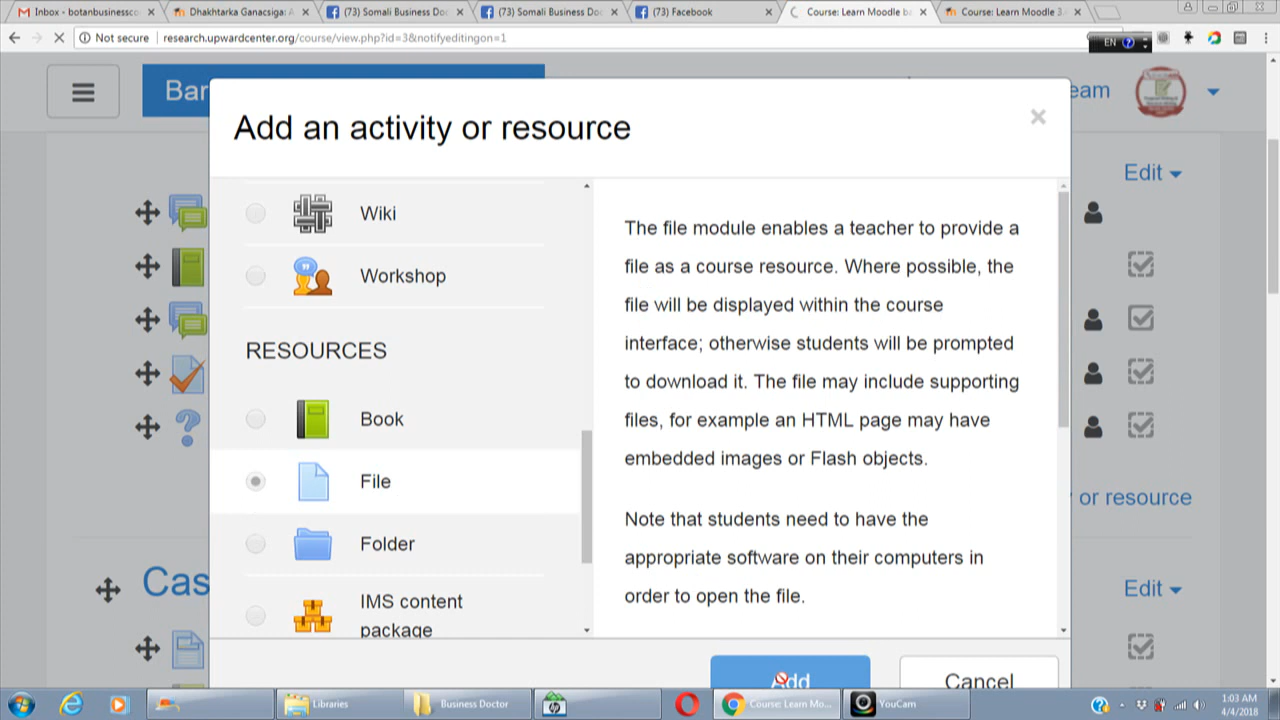 Inbox - botanbusinessco
Dhakhtarka Ganacsiga: A
(73) Somali Business Do
(73) Somali Business Do
(73) Facebook
Course: Learn Moodle ba
Course: Learn Moodle 3.
Not secure
research.upwardcenter.org/course/view.php?id=3&notifyeditingon=1
EN
Bar
eam
Add an activity or resource
Edit
Wiki
Workshop
RESOURCES
Book
File
Folder
IMS content
package
The file module enables a teacher to provide a
file as a course resource. Where possible, the
file will be displayed within the course
interface; otherwise students will be prompted
to download it. The file may include supporting
files, for example an HTML page may have
embedded images or Flash objects.
Note that students need to have the
appropriate software on their computers in
order to open the file.
y or resource
Cas
Edit
Add
Cancel
Libraries
Business Doctor
Course: Learn Mo...
YouCam
1:03 AM
4/4/2018